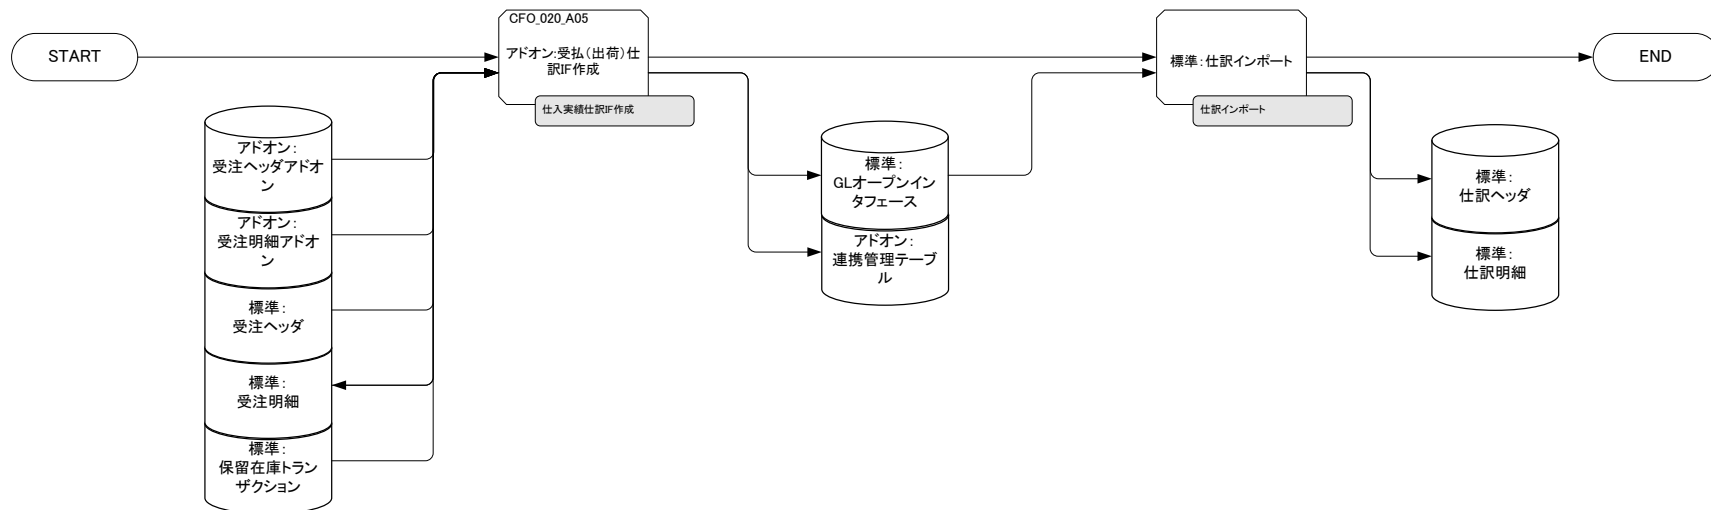 START
CFO_020_A05
アドオン:受払(出荷)仕
訳IF作成
仕入実績仕訳IF作成
標準:仕訳インポート
仕訳インポート
END
アドオン:
受注ヘッダアドオ
ン
アドオン:
受注明細アドオ
ン
標準:
受注ヘッダ
標準:
受注明細
標準:
保留在庫トラン
ザクション
標準:
GLオープンイン
タフェース
アドオン:
連携管理テーブ
ル
標準:
仕訳ヘッダ
標準:
仕訳明細